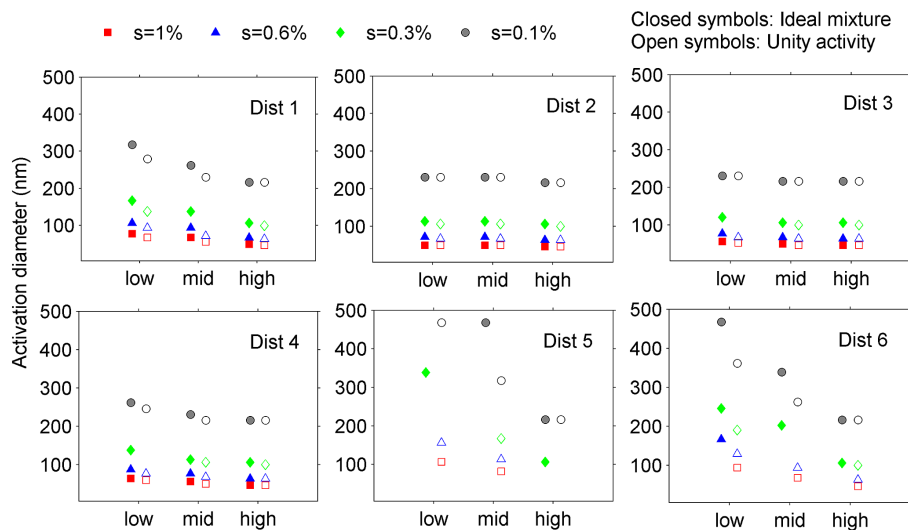 s=1% s=0.6% s=0.3% s=0.1%
Closed symbols: Ideal mixture
Open symbols: Unity activity
Activation diameter (nm)
500
400
300
200
100
Dist 1
low mid high
500
400
300
200
100
Dist 2
low mid high
500
400
300
200
100
Dist 3
low mid high
500
400
300
200
100
Dist 4
low mid high
500
400
300
200
100
Dist 5
low mid high
500
400
300
200
100
Dist 6
low mid high